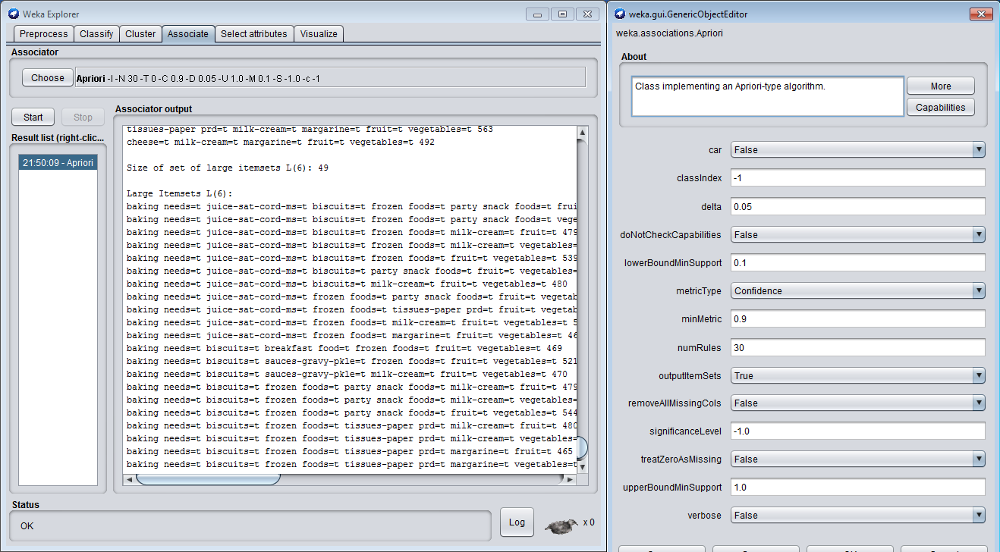 Weka Explorer
Preprocess Classify Cluster Associate Select attributes Visualize
Associator
Choose Apriori -I -N 30 -T 0 -C 0.9 -D 0.05 -U 1.0 -M 0.1 -S -1.0 -c -1
Start Stop
Result list (right-clic...
21:50:09 - Apriori
Associator output
tissues-paper prd=t milk-cream=t margarine=t fruit=t vegetables=t 563
cheese=t milk-cream=t margarine=t fruit=t vegetables=t 492
Size of set of large itemsets L(6): 49
Large Itemsets L(6):
baking needs=t juice-sat-cord-ms=t biscuits=t frozen foods=t party snack foods=t frui
baking needs=t juice-sat-cord-ms=t biscuits=t frozen foods=t party snack foods=t vege
baking needs=t juice-sat-cord-ms=t biscuits=t frozen foods=t milk-cream=t fruit=t 479
baking needs=t juice-sat-cord-ms=t biscuits=t frozen foods=t milk-cream=t vegetables=
baking needs=t juice-sat-cord-ms=t biscuits=t frozen foods=t fruit=t vegetables=t 539
baking needs=t juice-sat-cord-ms=t biscuits=t party snack foods=t fruit=t vegetables=
baking needs=t juice-sat-cord-ms=t biscuits=t milk-cream=t fruit=t vegetables=t 480
baking needs=t juice-sat-cord-ms=t frozen foods=t party snack foods=t fruit=t vegetab
baking needs=t juice-sat-cord-ms=t frozen foods=t tissues-paper prd=t fruit=t vegetab
baking needs=t juice-sat-cord-ms=t frozen foods=t milk-cream=t fruit=t vegetables=t 5
baking needs=t juice-sat-cord-ms=t frozen foods=t margarine=t fruit=t vegetables=t 46
baking needs=t biscuits=t breakfast food=t frozen foods=t fruit=t vegetables=t 469
baking needs=t biscuits=t sauces-gravy-pkle=t frozen foods=t fruit=t vegetables=t 521
baking needs=t biscuits=t sauces-gravy-pkle=t milk-cream=t fruit=t vegetables=t 470
baking needs=t biscuits=t frozen foods=t party snack foods=t milk-cream=t fruit=t 479
baking needs=t biscuits=t frozen foods=t party snack foods=t milk-cream=t vegetables=
baking needs=t biscuits=t frozen foods=t party snack foods=t fruit=t vegetables=t 544
baking needs=t biscuits=t frozen foods=t tissues-paper prd=t milk-cream=t fruit=t 480
baking needs=t biscuits=t frozen foods=t tissues-paper prd=t milk-cream=t vegetables=
baking needs=t biscuits=t frozen foods=t tissues-paper prd=t margarine=t fruit=t 465
baking needs=t biscuits=t frozen foods=t tissues-paper prd=t margarine=t vegetables=t
Status
OK
Log
x 0
weka.gui.GenericObjectEditor
weka.associations.Apriori
About
Class implementing an Apriori-type algorithm.
More
Capabilities
car False
classIndex -1
delta 0.05
doNotCheckCapabilities False
lowerBoundMinSupport 0.1
metricType Confidence
minMetric 0.9
numRules 30
outputItemSets True
removeAllMissingCols False
significanceLevel -1.0
treatZeroAsMissing False
upperBoundMinSupport 1.0
verbose False